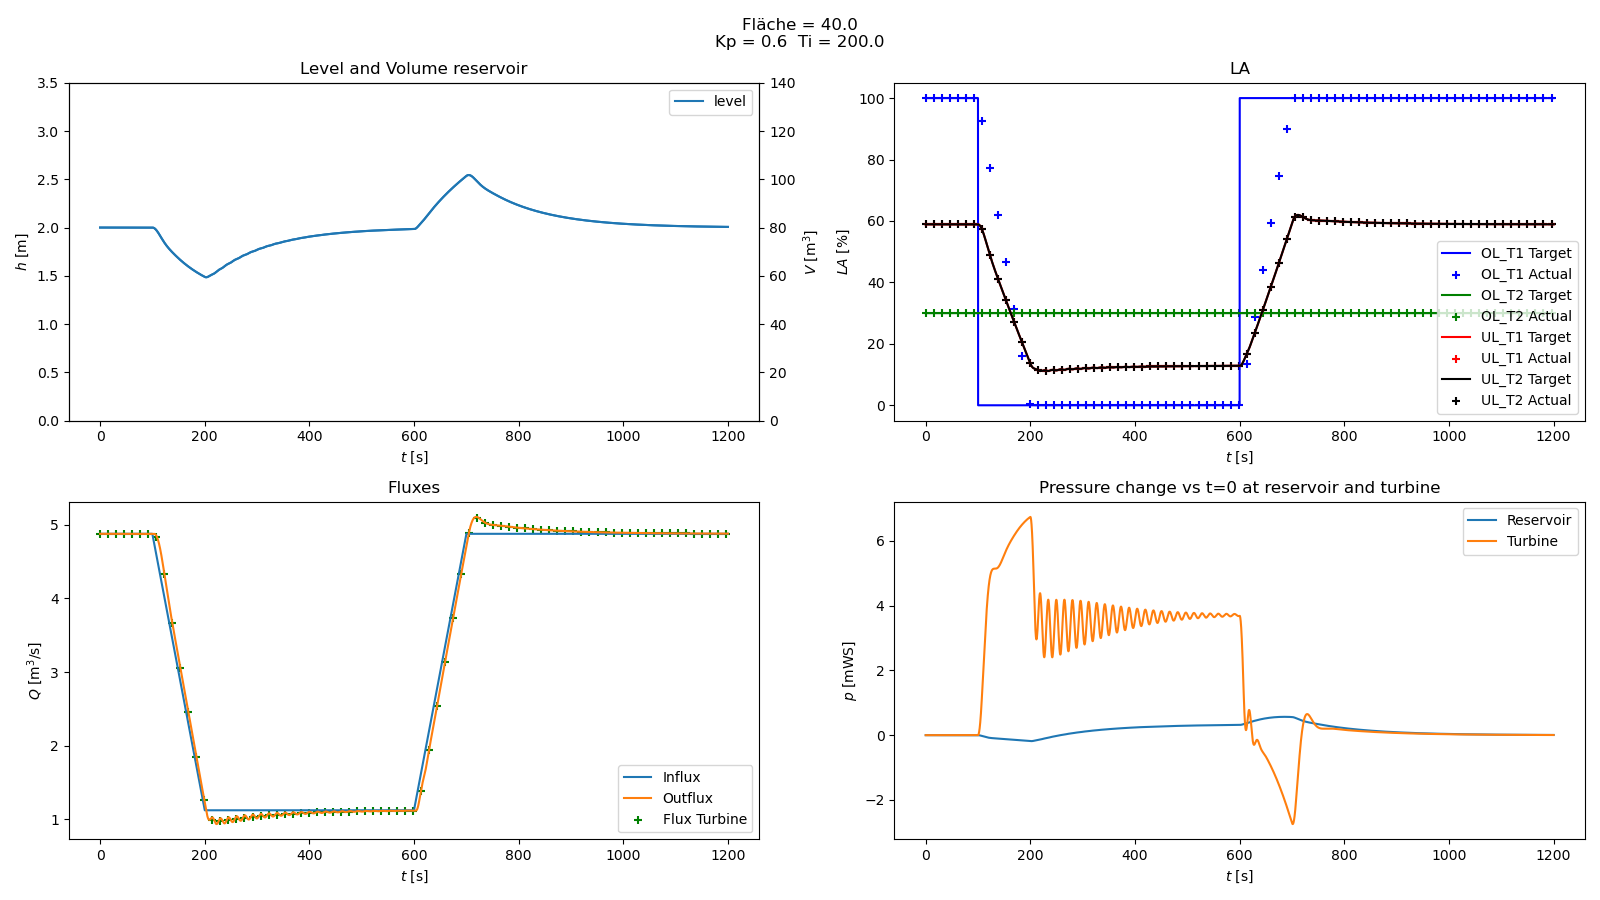 Fläche = 40.0
Kp = 0.6  Ti = 200.0
Level and Volume reservoir
3.5
3.0
2.5
2.0
1.5
1.0
0.5
0.0
h [m]
140
120
100
80
60
40
20
0
V [m³]
level
0 200 400 600 800 1000 1200
t [s]
LA
100
80
60
40
20
0
LA [%]
OL_T1 Target
OL_T1 Actual
OL_T2 Target
OL_T2 Actual
UL_T1 Target
UL_T1 Actual
UL_T2 Target
UL_T2 Actual
0 200 400 600 800 1000 1200
t [s]
Fluxes
5
4
3
2
1
Q [m³/s]
Influx
Outflux
Flux Turbine
0 200 400 600 800 1000 1200
t [s]
Pressure change vs t=0 at reservoir and turbine
6
4
2
0
−2
p [mWS]
Reservoir
Turbine
0 200 400 600 800 1000 1200
t [s]